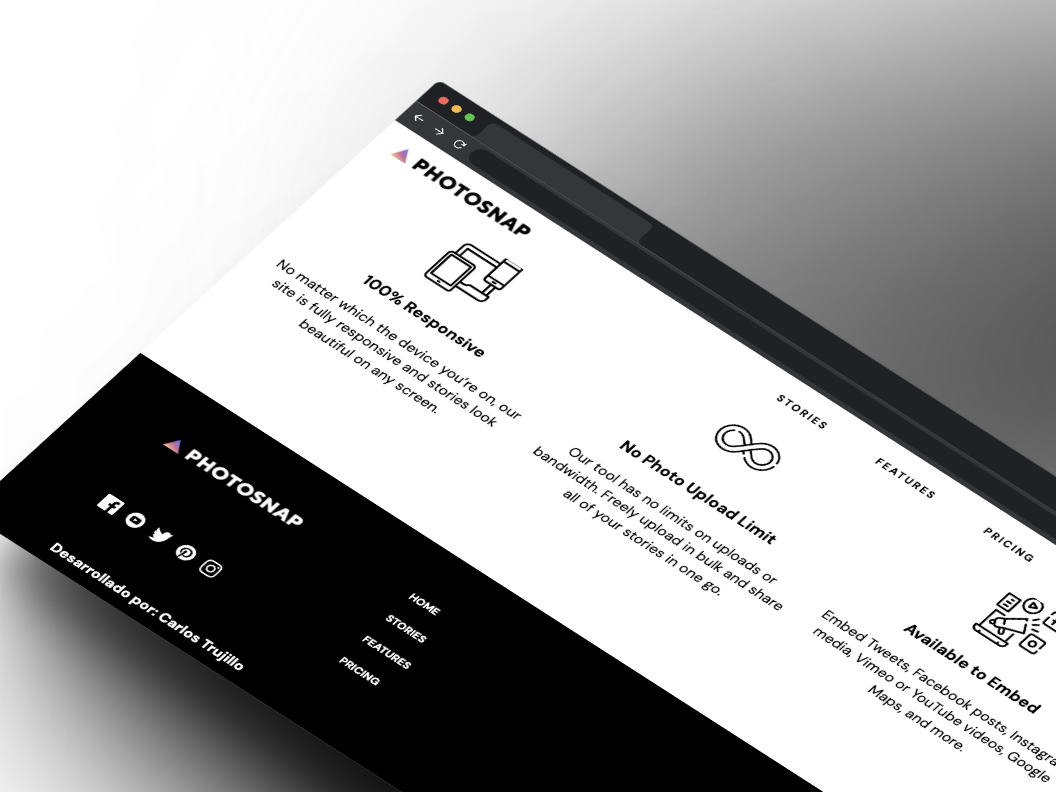 PHOTOSNAP
STORIES
FEATURES
PRICING
100% Responsive
No matter which the device you're on, our
site is fully responsive and stories look
beautiful on any screen.
No Photo Upload Limit
Our tool has no limits on uploads or
bandwidth. Freely upload in bulk and share
all of your stories in one go.
Available to Embed
Embed Tweets, Facebook posts,
media, Vimeo or YouTube videos, Google
Maps, and more.
PHOTOSNAP
HOME
STORIES
FEATURES
PRICING
Desarrollado por: Carlos Trujillo